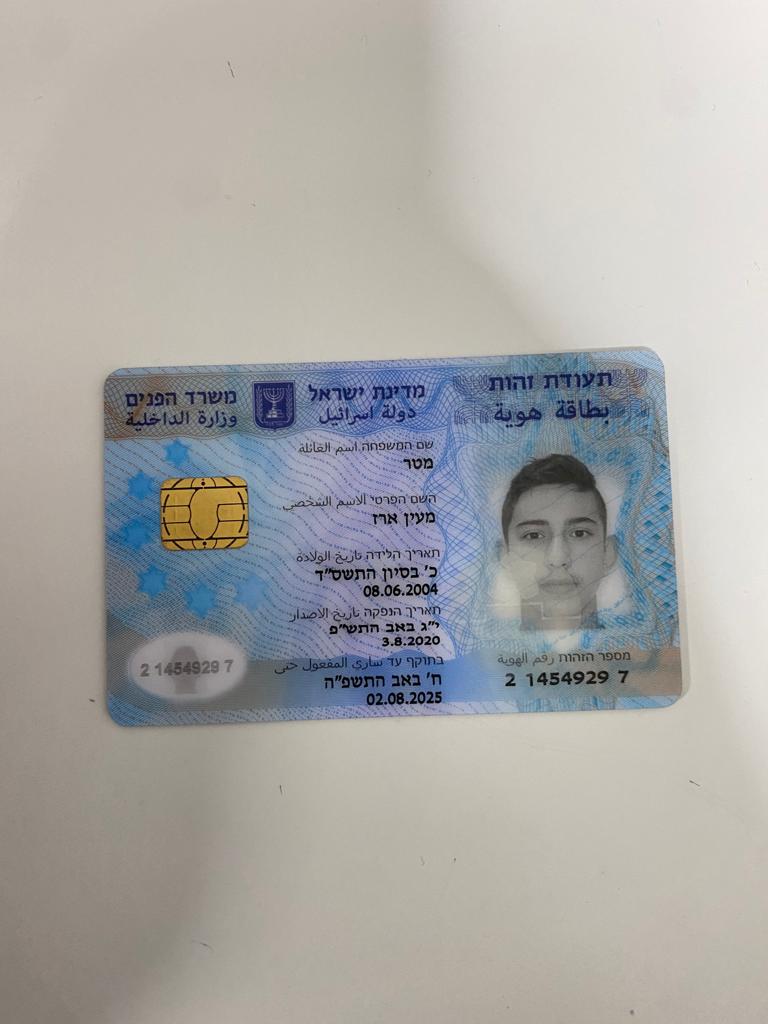 תעודת זהות
بطاقة هوية
מדינת ישראל
دولة اسرائيل
משרד הפנים
وزارة الداخلية
שם המשפחה اسم العائلة
מטר
השם הפרטי الاسم الشخصي
מעין ארז
תאריך הלידה تاريخ الولادة
כ' בסיון התשס"ד
08.06.2004
תאריך הנפקה تاريخ الاصدار
י"ג באב התש"פ
3.8.2020
בתוקף עד ساري المفعول حتى
ח' באב התשפ"ה
02.08.2025
מספר הזהות رقم الهوية
2 1454929 7
2 1454929 7